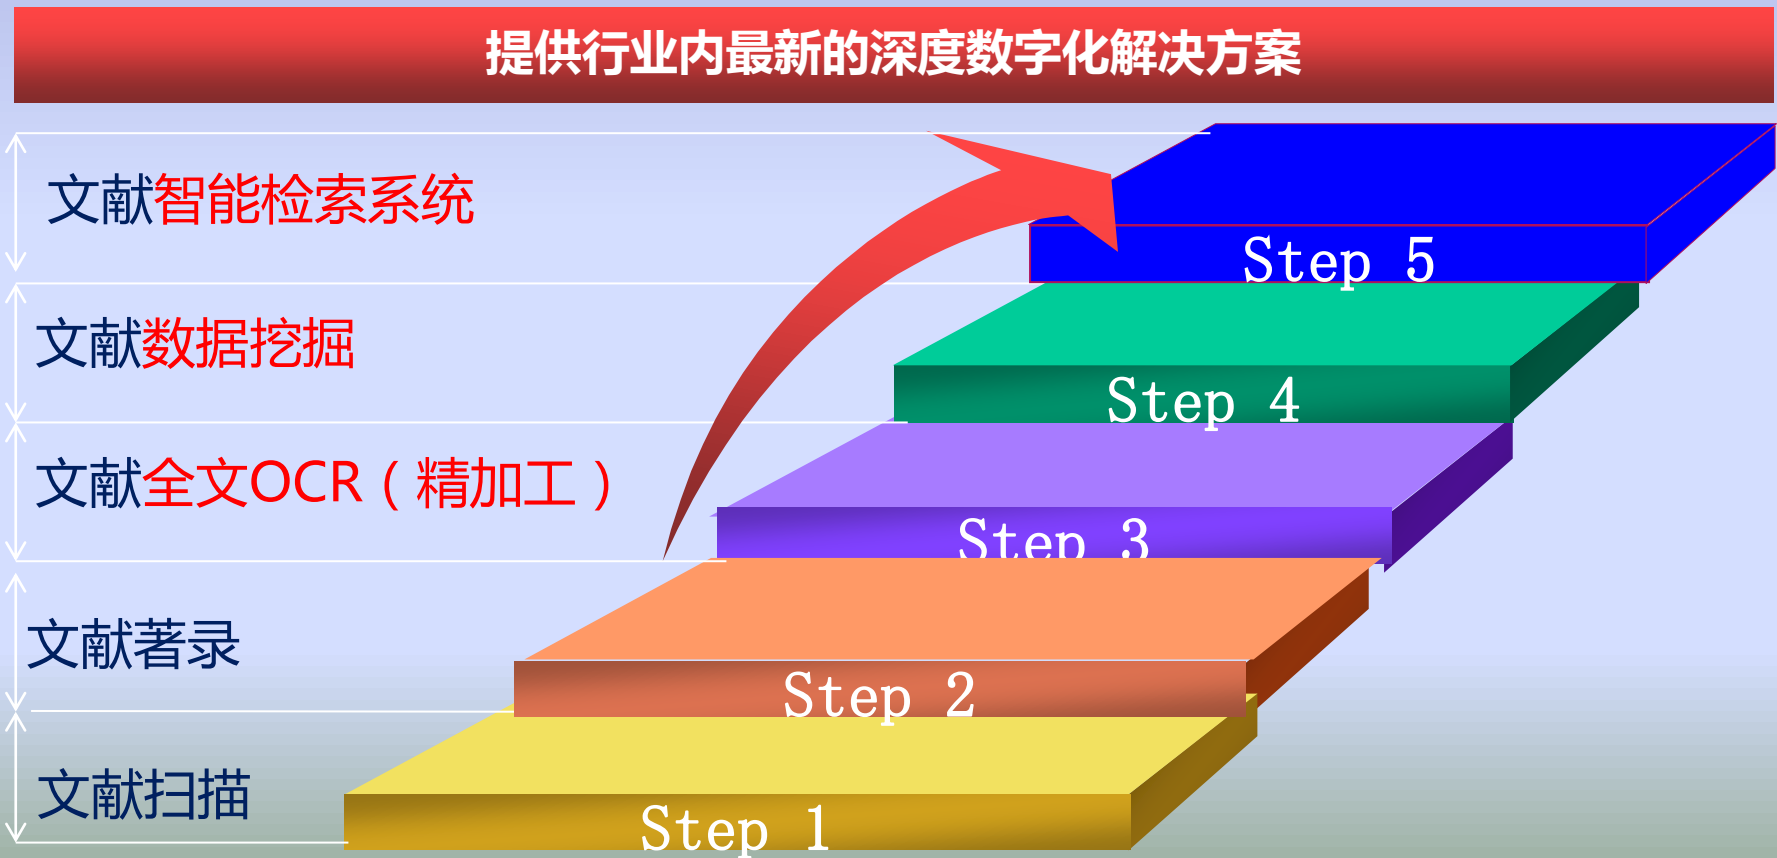 提供行业内最新的深度数字化解决方案
文献智能检索系统
Step 5
文献数据挖掘
Step 4
文献全文OCR（精加工）
Step 3
文献著录
Step 2
文献扫描
Step 1